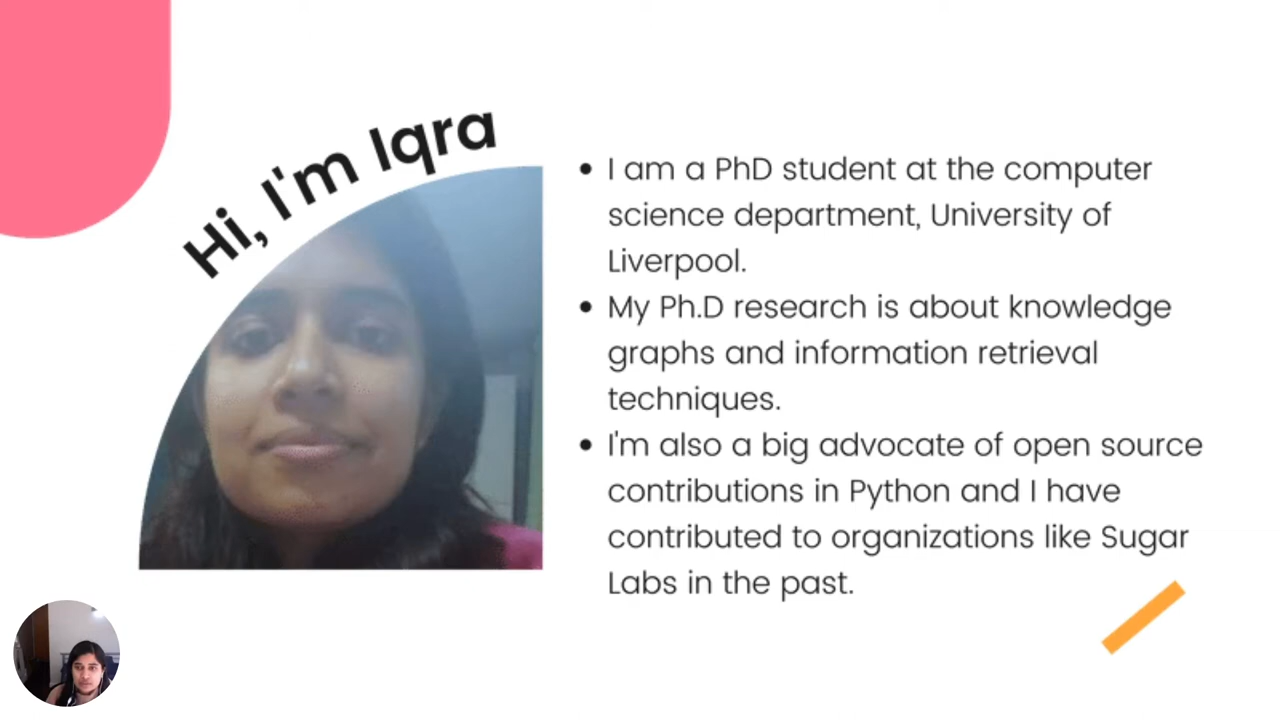 Hi, I'm Iqra
• I am a PhD student at the computer
science department, University of
Liverpool.
• My Ph.D research is about knowledge
graphs and information retrieval
techniques.
• I'm also a big advocate of open source
contributions in Python and I have
contributed to organizations like Sugar
Labs in the past.